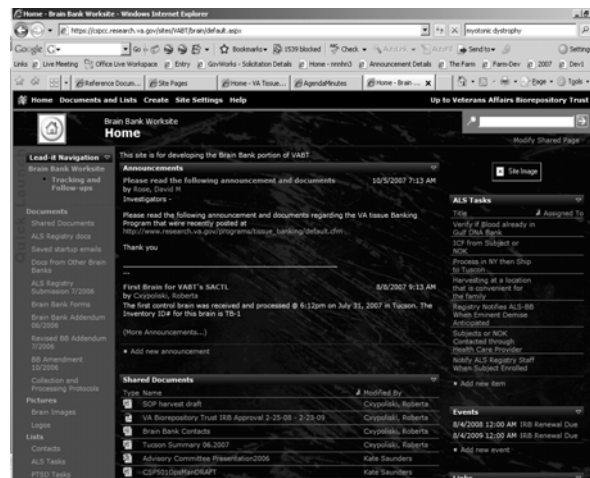 Home - Brain Bank Worksite - Windows Internet Explorer
https://cspcc.research.va.gov/sites/VABT/brain/default.aspx
myotonic dystrophy
Google
Go
Bookmarks
1539 blocked
Check
Send to
Setting
Links
Live Meeting
Office Live Workspace
Entry
GovWorks - Solicitation Details
Home - nnnhn3
Announcement Details
The Farm
Farm-Dev
2007
Dev1
Reference Docum...
Site Pages
Home - VA Tissue...
AgendaMinutes
Home - Brain ...
Page
Tools
Home Documents and Lists Create Site Settings Help
Up to Veterans Affairs Biorepository Trust
Brain Bank Worksite
Home
Modify Shared Page
Quick Launch
Lead-it Navigation
Brain Bank Worksite
Tracking and
Follow-ups
Documents
Shared Documents
ALS Registry docs
Saved startup emails
Docs from Other Brain
Banks
ALS Registry
Submission 7/2006
Brain Bank Forms
Brain Bank Addendum
06/2006
Revised BB Addendum
7/2006
BB Amendment
10/2006
Collection and
Processing Protocols
Pictures
Brain Images
Logos
Lists
Contacts
ALS Tasks
PTSD Tasks
This site is for developing the Brain Bank portion of VABT
Announcements
Please read the following announcement and documents 10/5/2007 7:13 AM
by Rose, David M
Investigators -
Please read the following announcement and documents regarding the VA tissue Banking
Program that were recently posted at
http://www.research.va.gov/programs/tissue_banking/default.cfm
Thank you
...
First Brain for VABT's SACTL 8/8/2007 9:13 AM
by Cxypoliski, Roberta
The first control brain was received and processed @ 6:12pm on July 31, 2007 in Tucson. The
Inventory ID# for this brain is TB-1
(More Announcements...)
Add new announcement
Shared Documents
Type Name Modified By
SOP harvest draft Cxypoliski, Roberta
VA Biorepository Trust IRB Approval 2-25-08 - 2-23-09 Cxypoliski, Roberta
Brain Bank Contacts Cxypoliski, Roberta
Tucson Summary 06.2007 Cxypoliski, Roberta
Advisory Committee Presentation2006 Kate Saunders
CSP501OpsManDRAFT Kate Saunders
Site Image
ALS Tasks
Title Assigned To
Verify if Blood already in
Gulf DNA Bank
ICF from Subject or
NOK
Process in NY then Ship
to Tuscon
Harvesting at a location
that is convenient for
the family
Registry Notifies ALS-BB
When Eminent Demise
Anticipated
Subjects or NOK
Contacted through
Health Care Provider
Notify ALS Registry Staff
When Subject Enrolled
Add new item
Events
8/4/2008 12:00 AM IRB Renewal Due
8/4/2009 12:00 AM IRB Renewal Due
Add new event
Links